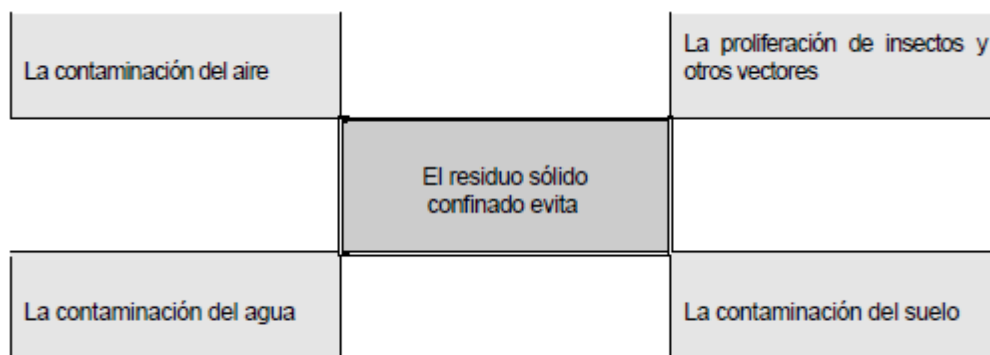 La contaminación del aire
La proliferación de insectos y
otros vectores
El residuo sólido
confinado evita
La contaminación del agua
La contaminación del suelo